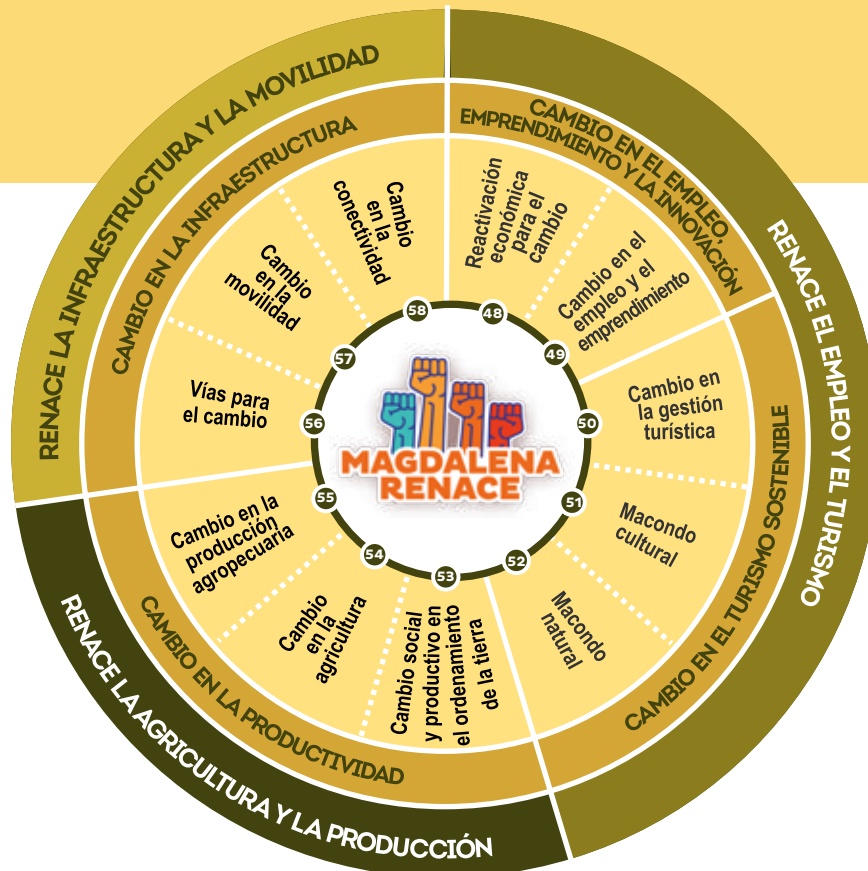 RENACE LA INFRAESTRUCTURA Y LA MOVILIDAD
CAMBIO EN LA INFRAESTRUCTURA
CAMBIO EN EL EMPLEO,
EMPRENDIMIENTO Y LA INNOVACIÓN
RENACE EL EMPLEO Y EL TURISMO
CAMBIO EN EL TURISMO SOSTENIBLE
RENACE LA AGRICULTURA Y LA PRODUCCIÓN
CAMBIO EN LA PRODUCTIVIDAD
Reactivación
económica
para el
cambio
48
Cambio en el
empleo y el
emprendimiento
49
Cambio en
la gestión
turística
50
Macondo
cultural
51
Macondo
natural
52
Cambio social
y productivo en
el ordenamiento
de la tierra
53
Cambio
en la
agricultura
54
Cambio en la
producción
agropecuaria
55
Vías para
el cambio
56
Cambio
en la
movilidad
57
Cambio
en la
conectividad
58
MAGDALENA
RENACE